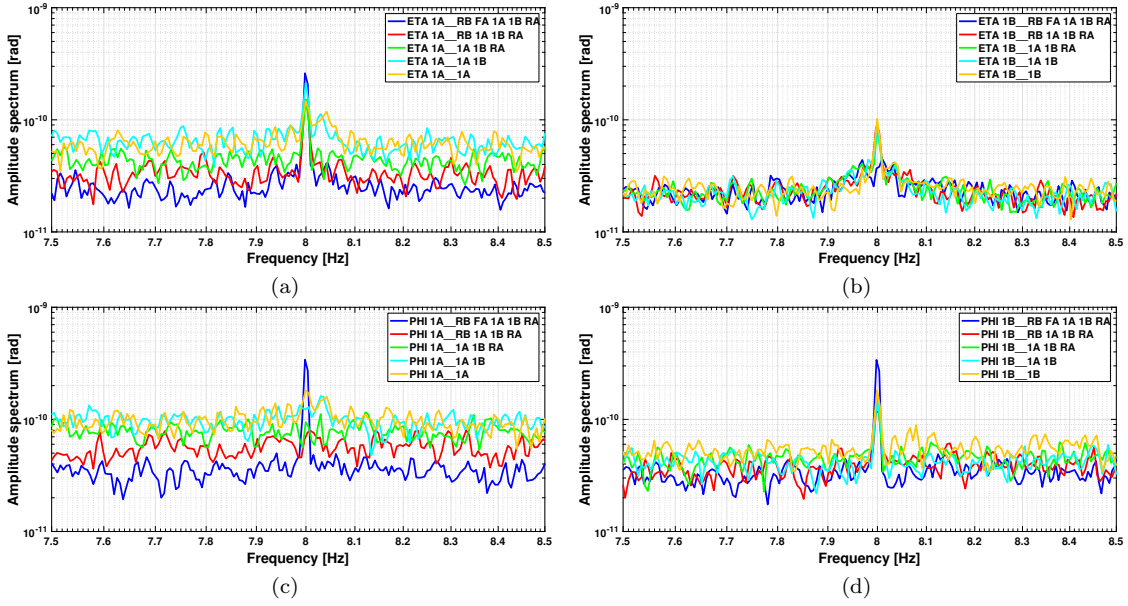 10^-9
10^-10
10^-11
Amplitude spectrum [rad]
ETA 1A__RB FA 1A 1B RA
ETA 1A__RB 1A 1B RA
ETA 1A__1A 1B RA
ETA 1A__1A 1B
ETA 1A__1A
7.5 7.6 7.7 7.8 7.9 8 8.1 8.2 8.3 8.4 8.5
Frequency [Hz]
(a)
10^-9
10^-10
10^-11
Amplitude spectrum [rad]
ETA 1B__RB FA 1A 1B RA
ETA 1B__RB 1A 1B RA
ETA 1B__1A 1B RA
ETA 1B__1A 1B
ETA 1B__1B
7.5 7.6 7.7 7.8 7.9 8 8.1 8.2 8.3 8.4 8.5
Frequency [Hz]
(b)
10^-9
10^-10
10^-11
Amplitude spectrum [rad]
PHI 1A__RB FA 1A 1B RA
PHI 1A__RB 1A 1B RA
PHI 1A__1A 1B RA
PHI 1A__1A 1B
PHI 1A__1A
7.5 7.6 7.7 7.8 7.9 8 8.1 8.2 8.3 8.4 8.5
Frequency [Hz]
(c)
10^-9
10^-10
10^-11
Amplitude spectrum [rad]
PHI 1B__RB FA 1A 1B RA
PHI 1B__RB 1A 1B RA
PHI 1B__1A 1B RA
PHI 1B__1A 1B
PHI 1B__1B
7.5 7.6 7.7 7.8 7.9 8 8.1 8.2 8.3 8.4 8.5
Frequency [Hz]
(d)